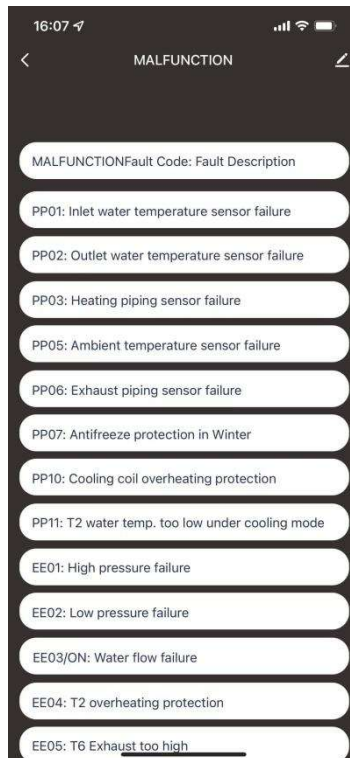 16:07
MALFUNCTION
MALFUNCTIONFault Code: Fault Description
PP01: Inlet water temperature sensor failure
PP02: Outlet water temperature sensor failure
PP03: Heating piping sensor failure
PP05: Ambient temperature sensor failure
PP06: Exhaust piping sensor failure
PP07: Antifreeze protection in Winter
PP10: Cooling coil overheating protection
PP11: T2 water temp. too low under cooling mode
EE01: High pressure failure
EE02: Low pressure failure
EE03/ON: Water flow failure
EE04: T2 overheating protection
EE05: T6 Exhaust too high